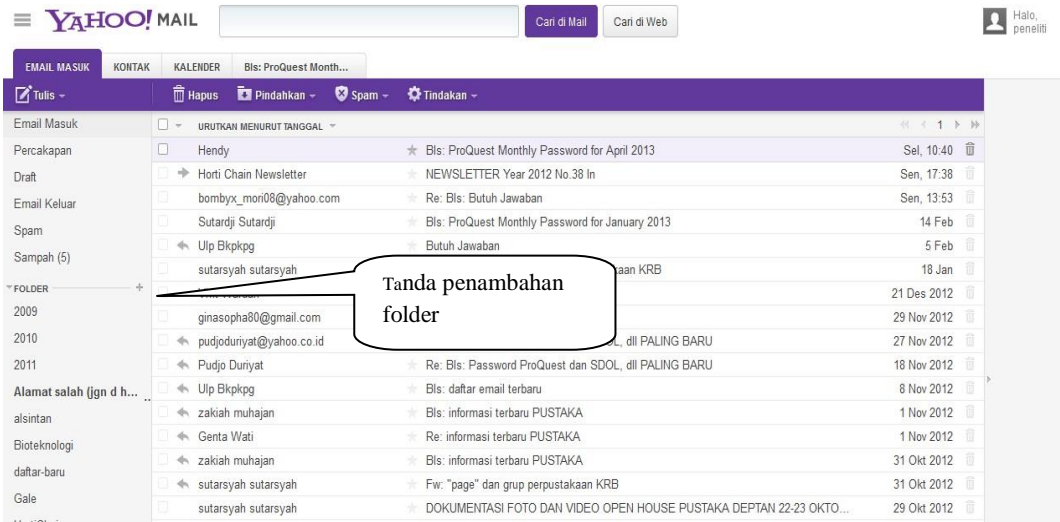 YAHOO! MAIL
Cari di Mail
Cari di Web
Halo,
peneliti
EMAIL MASUK
KONTAK
KALENDER
Bls: ProQuest Month...
Tulis
Hapus
Pindahkan
Spam
Tindakan
Email Masuk
Percakapan
Draft
Email Keluar
Spam
Sampah (5)
FOLDER +
2009
2010
2011
Alamat salah (jgn d h...
alsintan
Bioteknologi
daftar-baru
Gale
URUTKAN MENURUT TANGGAL
1
Hendy Bls: ProQuest Monthly Password for April 2013 Sel, 10:40
Horti Chain Newsletter NEWSLETTER Year 2012 No.38 In Sen, 17:38
bombyx_mori08@yahoo.com Re: Bls: Butuh Jawaban Sen, 13:53
Sutardji Sutardji Bls: ProQuest Monthly Password for January 2013 14 Feb
Ulp Bkpkpg Butuh Jawaban 5 Feb
sutarsyah sutarsyah KRB 18 Jan
21 Des 2012
ginasopha80@gmail.com 29 Nov 2012
pudjoduriyat@yahoo.co.id dll PALING BARU 27 Nov 2012
Pudjo Duriyat Re: Bls: Password ProQuest dan SDOL, dll PALING BARU 18 Nov 2012
Ulp Bkpkpg Bls: daftar email terbaru 8 Nov 2012
zakiah muhajan Bls: informasi terbaru PUSTAKA 1 Nov 2012
Genta Wati Re: informasi terbaru PUSTAKA 1 Nov 2012
zakiah muhajan Bls: informasi terbaru PUSTAKA 31 Okt 2012
sutarsyah sutarsyah Fw: "page" dan grup perpustakaan KRB 31 Okt 2012
sutarsyah sutarsyah DOKUMENTASI FOTO DAN VIDEO OPEN HOUSE PUSTAKA DEPTAN 22-23 OKTO... 29 Okt 2012
Tanda penambahan
folder